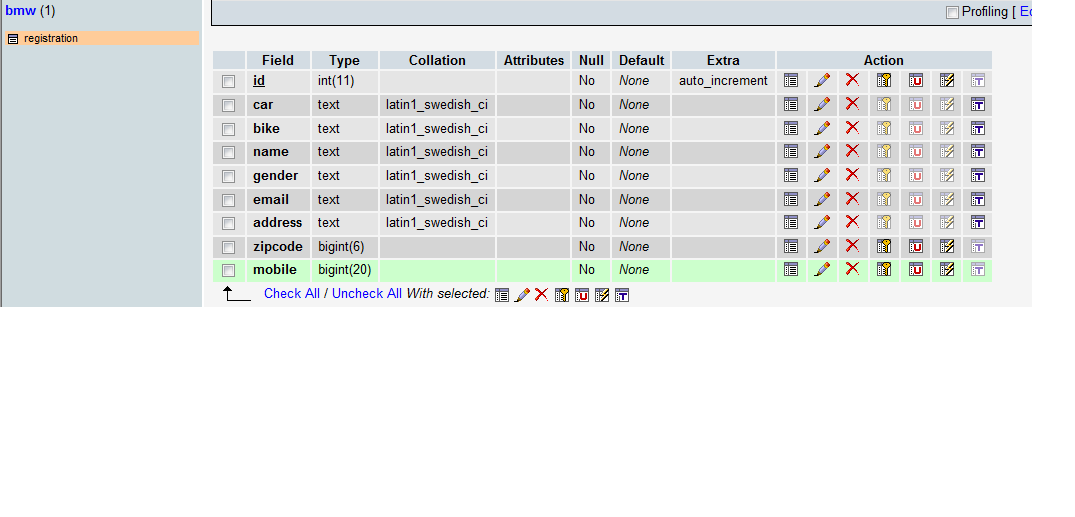 bmw (1)
registration
Profiling [
Field Type Collation Attributes Null Default Extra Action
id int(11) No None auto_increment
car text latin1_swedish_ci No None
bike text latin1_swedish_ci No None
name text latin1_swedish_ci No None
gender text latin1_swedish_ci No None
email text latin1_swedish_ci No None
address text latin1_swedish_ci No None
zipcode bigint(6) No None
mobile bigint(20) No None
Check All / Uncheck All With selected: